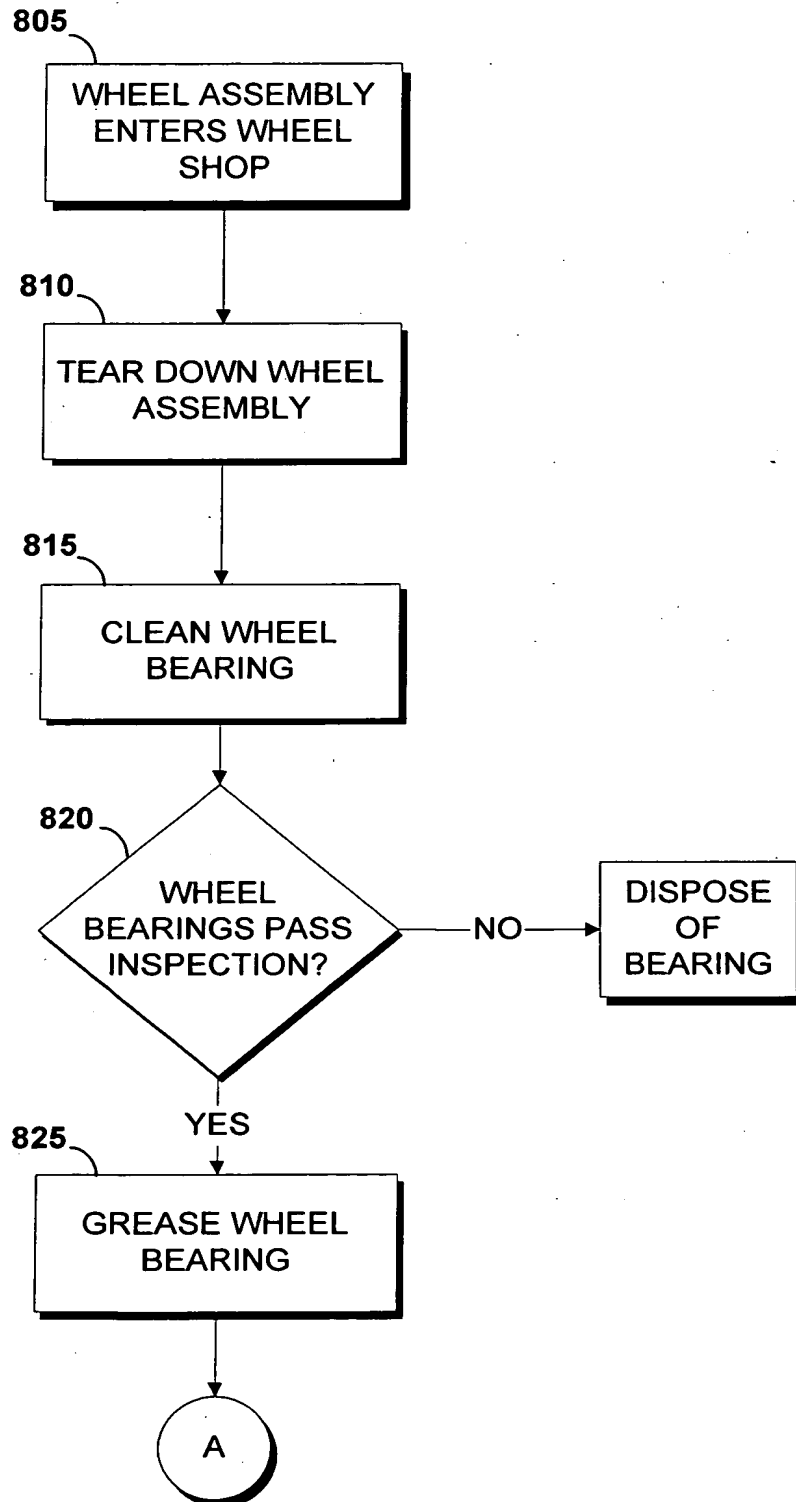 805
WHEEL ASSEMBLY
ENTERS WHEEL
SHOP
810
TEAR DOWN WHEEL
ASSEMBLY
815
CLEAN WHEEL
BEARING
820
WHEEL
BEARINGS PASS
INSPECTION?
NO
DISPOSE
OF
BEARING
YES
825
GREASE WHEEL
BEARING
A